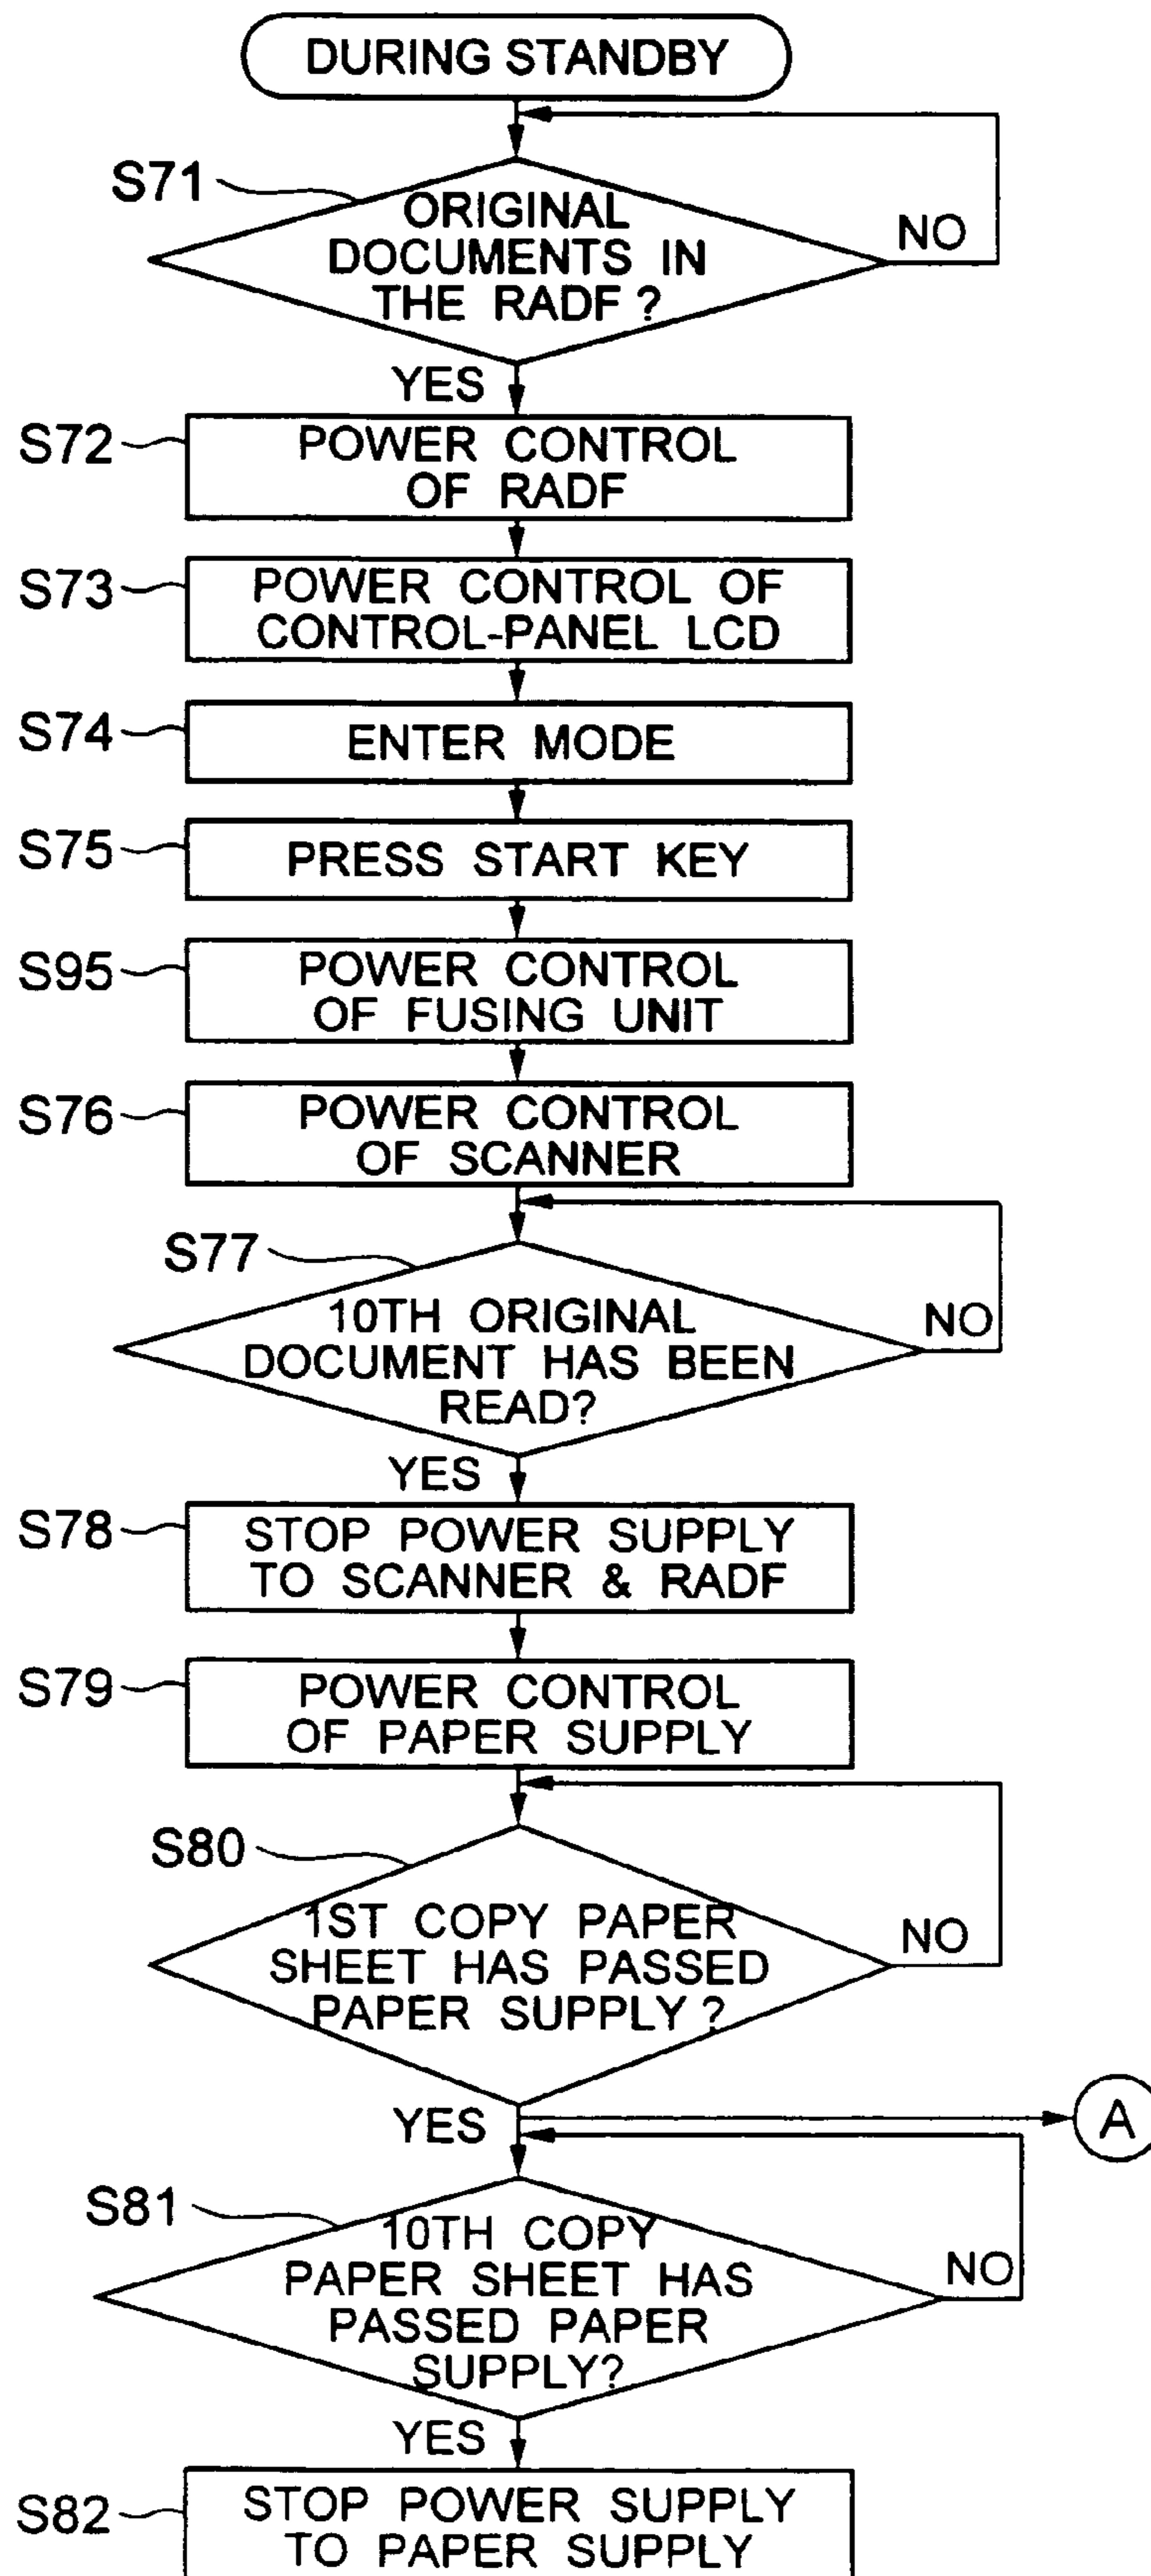 DURING STANDBY
S71
ORIGINAL
DOCUMENTS IN
THE RADF?
NO
YES
S72
POWER CONTROL
OF RADF
S73
POWER CONTROL OF
CONTROL-PANEL LCD
S74
ENTER MODE
S75
PRESS START KEY
S95
POWER CONTROL
OF FUSING UNIT
S76
POWER CONTROL
OF SCANNER
S77
10TH ORIGINAL
DOCUMENT HAS BEEN
READ?
NO
YES
S78
STOP POWER SUPPLY
TO SCANNER & RADF
S79
POWER CONTROL
OF PAPER SUPPLY
S80
1ST COPY PAPER
SHEET HAS PASSED
PAPER SUPPLY?
NO
YES
A
S81
10TH COPY
PAPER SHEET HAS
PASSED PAPER
SUPPLY?
NO
YES
S82
STOP POWER SUPPLY
TO PAPER SUPPLY